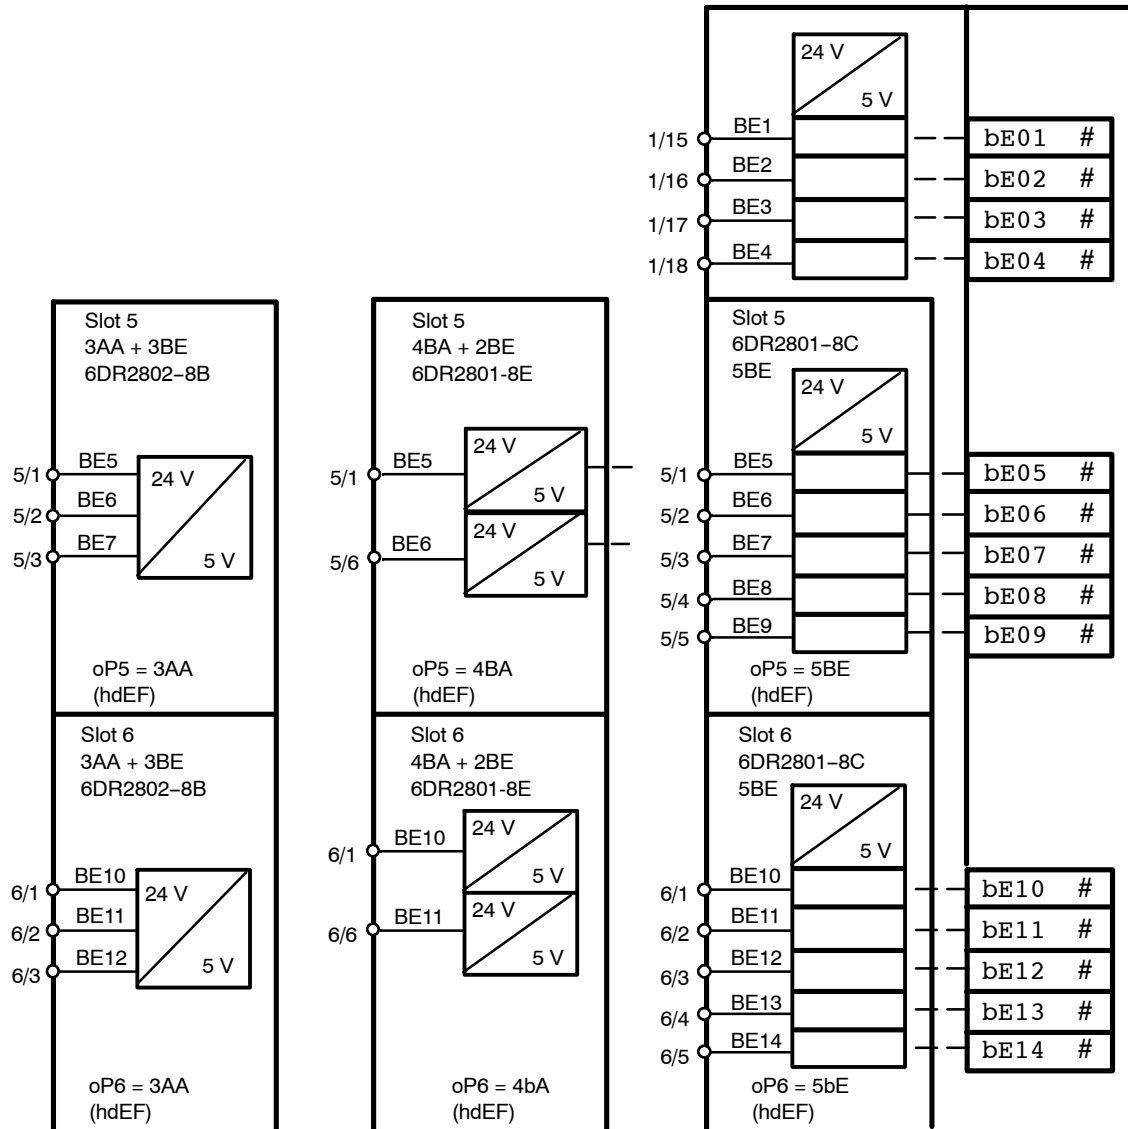 24 V
5 V
1/15 BE1 bE01 #
1/16 BE2 bE02 #
1/17 BE3 bE03 #
1/18 BE4 bE04 #
Slot 5
3AA + 3BE
6DR2802−8B
5/1 BE5
5/2 BE6
5/3 BE7
24 V
5 V
oP5 = 3AA
(hdEF)
Slot 5
4BA + 2BE
6DR2801-8E
5/1 BE5
24 V
5 V
5/6 BE6
24 V
5 V
oP5 = 4BA
(hdEF)
Slot 5
6DR2801−8C
5BE
24 V
5 V
5/1 BE5 bE05 #
5/2 BE6 bE06 #
5/3 BE7 bE07 #
5/4 BE8 bE08 #
5/5 BE9 bE09 #
oP5 = 5BE
(hdEF)
Slot 6
3AA + 3BE
6DR2802−8B
6/1 BE10
6/2 BE11
6/3 BE12
24 V
5 V
oP6 = 3AA
(hdEF)
Slot 6
4BA + 2BE
6DR2801-8E
6/1 BE10
24 V
5 V
6/6 BE11
24 V
5 V
oP6 = 4bA
(hdEF)
Slot 6
6DR2801−8C
5BE
24 V
5 V
6/1 BE10 bE10 #
6/2 BE11 bE11 #
6/3 BE12 bE12 #
6/4 BE13 bE13 #
6/5 BE14 bE14 #
oP6 = 5bE
(hdEF)